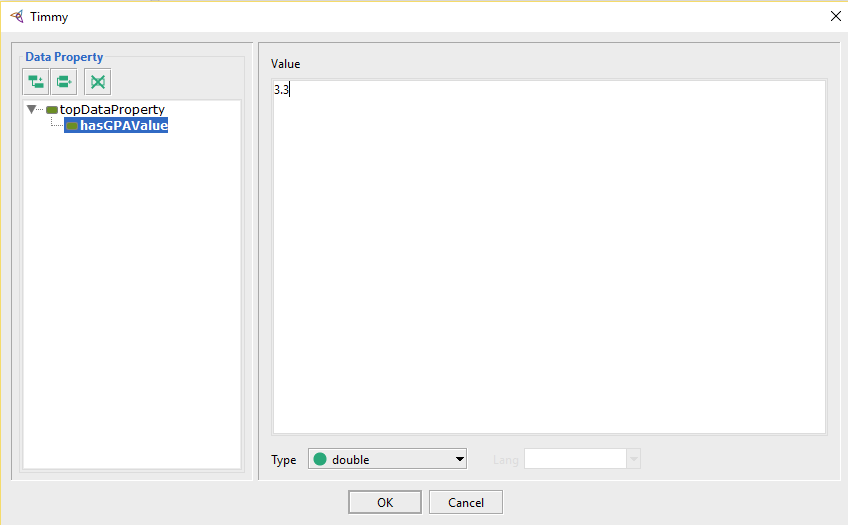 Timmy
Data Property
topDataProperty
hasGPAValue
Value
3.3
Type
double
Lang
OK
Cancel